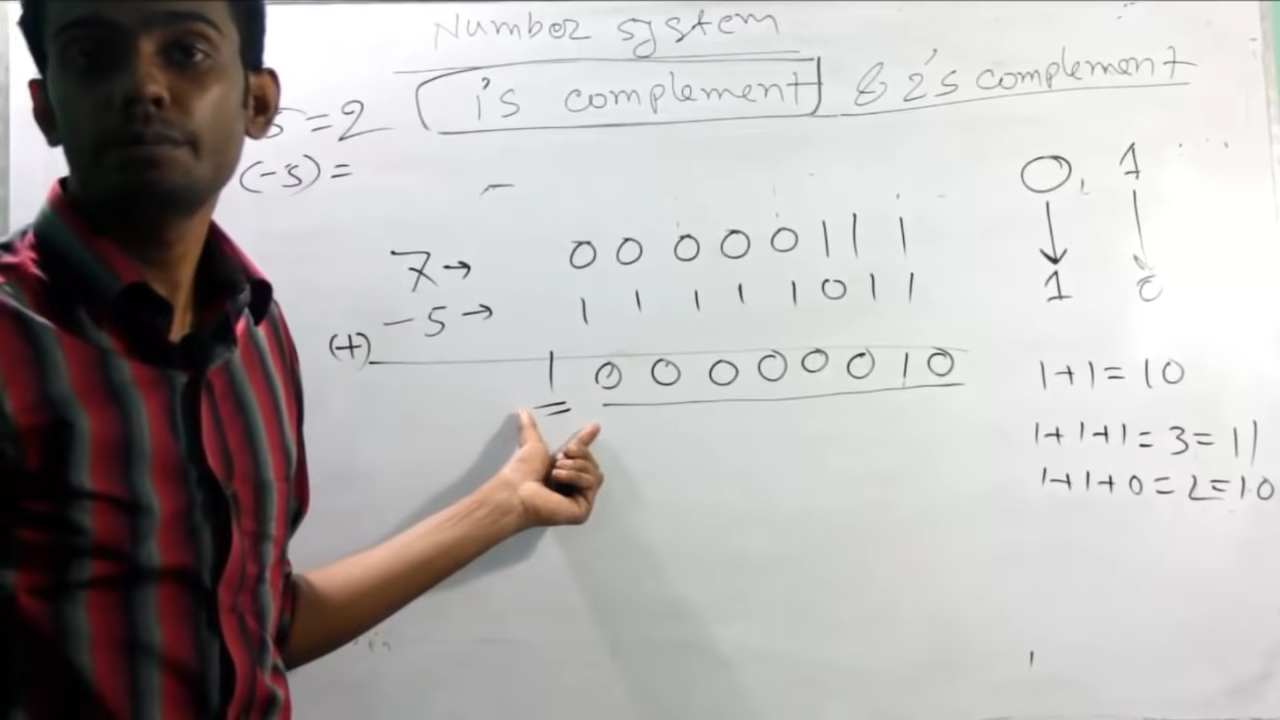 Number system
1's complement & 2's complement
5 = 2
(-5) =
0, 1
1 0
7 → 0 0 0 0 0 1 1 1
-5 → 1 1 1 1 1 0 1 1
(+)
1 0 0 0 0 0 0 1 0
1+1 = 10
1+1+1 = 3 = 11
1+1+0 = 2 = 10